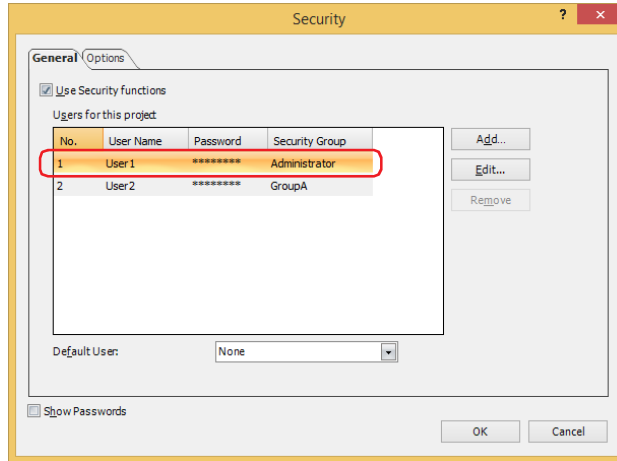 Security
? ×
General Options
Use Security functions
Users for this project
No. User Name Password Security Group
1 User1 ******** Administrator
2 User2 ******** GroupA
Add...
Edit...
Remove
Default User: None
Show Passwords
OK Cancel